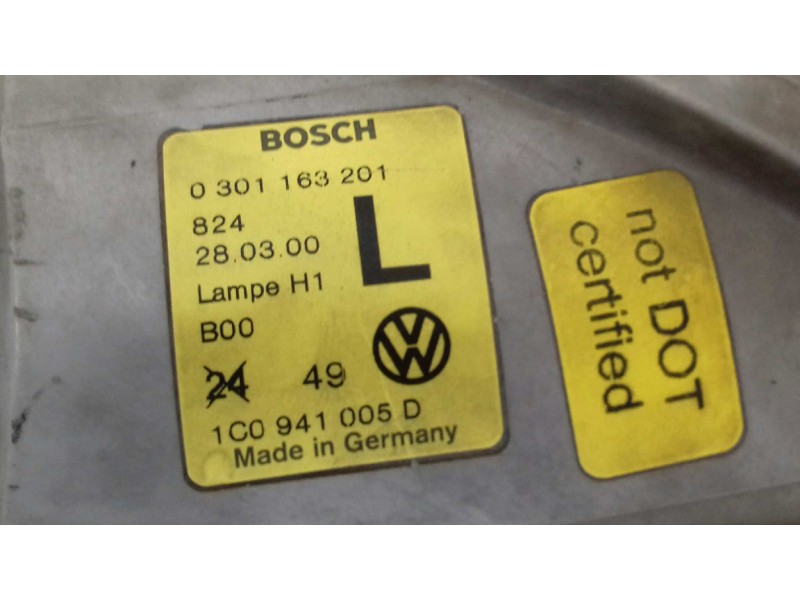 BOSCH
0 301 163 201
824
28.03.00
L
Lampe H1
B00
24 49
1C0 941 005 D
Made in Germany
not DOT
certified